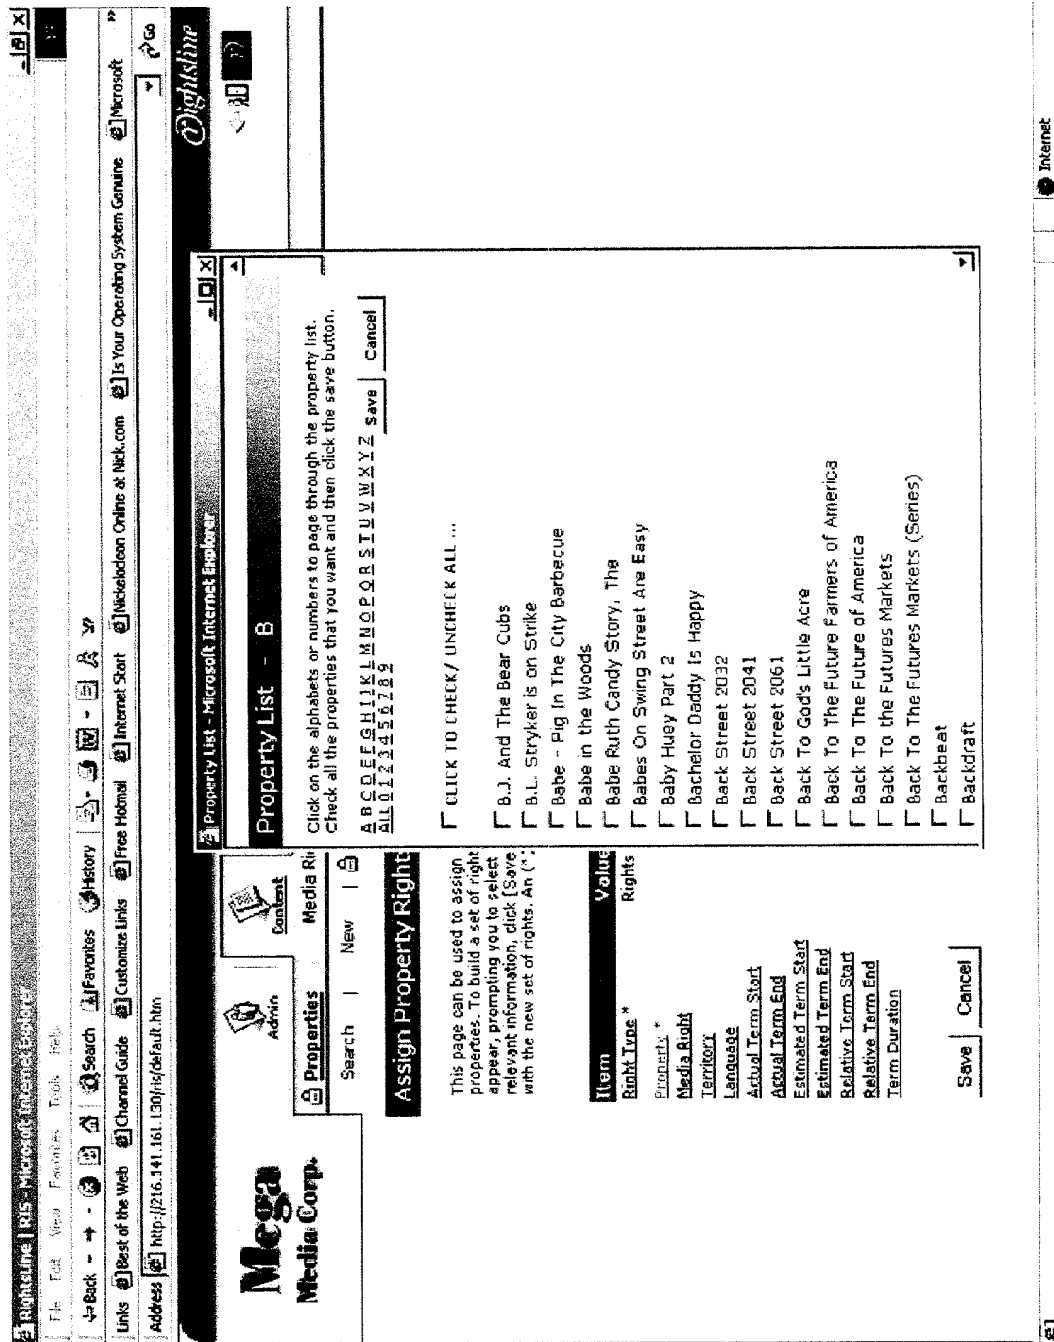 Rightsline | RIS - Microsoft Internet Explorer
File Edit View Favorites Tools Help
Back Search Favorites History
Links Best of the Web Channel Guide Customize Links Free Hotmail Internet Start Nickelodeon Online at Nick.com Is Your Operating System Genuine Microsoft »
Address http://216.141.161.130/ris/default.htm Go
Rightsline
Mega
Media Corp.
Admin
Content
Properties
Media Ri
Search | New |
Assign Property Right
This page can be used to assign
properties. To build a set of right
appear, prompting you to select
relevant information, click [Save
with the new set of rights. An (*)
Item Value
Right Type * Rights
Property *
Media Right
Territory
Language
Actual Term Start
Actual Term End
Estimated Term Start
Estimated Term End
Relative Term Start
Relative Term End
Term Duration
Save Cancel
Property List - Microsoft Internet Explorer
Property List - B
Click on the alphabets or numbers to page through the property list.
Check all the properties that you want and then click the save button.
A B C D E F G H I J K L M N O P Q R S T U V W X Y Z
ALL 0 1 2 3 4 5 6 7 8 9
Save Cancel
CLICK TO CHECK/ UNCHECK ALL ...
B.J. And The Bear Cubs
B.L. Stryker is on Strike
Babe - Pig In The City Barbecue
Babe in the Woods
Babe Ruth Candy Story, The
Babes On Swing Street Are Easy
Baby Huey Part 2
Bachelor Daddy Is Happy
Back Street 2032
Back Street 2041
Back Street 2061
Back To God's Little Acre
Back To The Future Farmers of America
Back To The Future of America
Back To the Futures Markets
Back To The Futures Markets (Series)
Backbeat
Backdraft
Internet